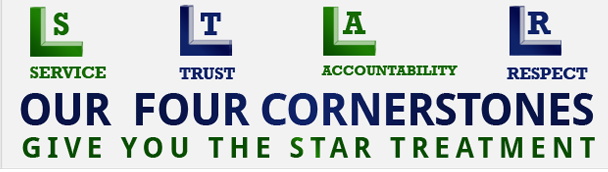 S T A R
SERVICE TRUST ACCOUNTABILITY RESPECT
OUR FOUR CORNERSTONES
GIVE YOU THE STAR TREATMENT